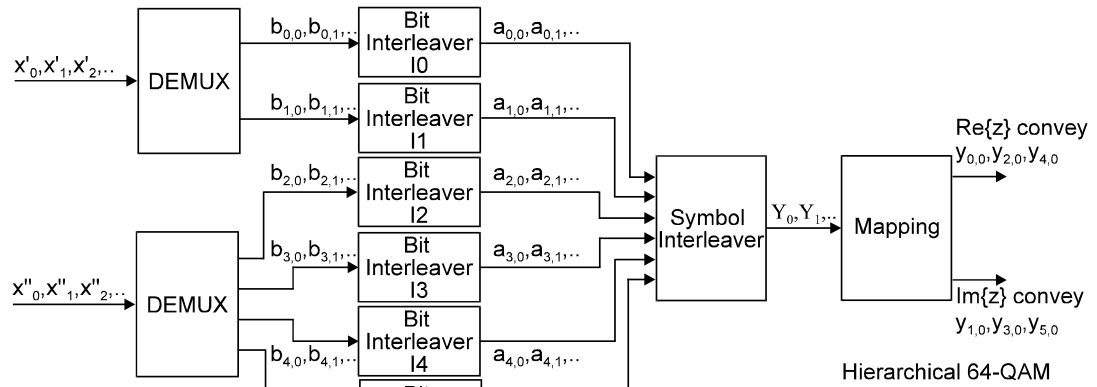 b0,0,b0,1,..
Bit
Interleaver
I0
a0,0,a0,1,..
x'0,x'1,x'2,..
DEMUX
b1,0,b1,1,..
Bit
Interleaver
I1
a1,0,a1,1,..
b2,0,b2,1,..
Bit
Interleaver
I2
a2,0,a2,1,..
b3,0,b3,1,..
Bit
Interleaver
I3
a3,0,a3,1,..
x"0,x"1,x"2,..
DEMUX
b4,0,b4,1,..
Bit
Interleaver
I4
a4,0,a4,1,..
Bit
Symbol
Interleaver
Y0,Y1,..
Mapping
Re{z} convey
y0,0,y2,0,y4,0
Im{z} convey
y1,0,y3,0,y5,0
Hierarchical 64-QAM